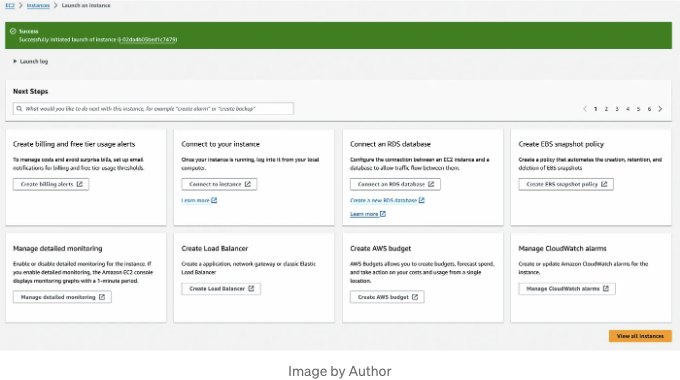 EC2 > Instances > Launch an instance
Success
Successfully initiated launch of instance
Launch log
Next Steps
What would you like to do next with this instance, for example "create alarm" or "create backup"
1 2 3 4 5 6
Create billing and free tier usage alerts
To manage costs and avoid surprise bills, set up email
notifications for billing and free tier usage thresholds.
Create billing alerts
Connect to your instance
Once your instance is running, log into it from your local
computer.
Connect to instance
Learn more
Connect an RDS database
Configure the connection between an EC2 instance and a
database to allow traffic flow between them.
Connect an RDS database
Create a new RDS database
Learn more
Create EBS snapshot policy
Create a policy that automates the creation, retention, and
deletion of EBS snapshots
Create EBS snapshot policy
Manage detailed monitoring
Enable or disable detailed monitoring for the instance. If
you enable detailed monitoring, the Amazon EC2 console
displays monitoring graphs with a 1-minute period.
Manage detailed monitoring
Create Load Balancer
Create a application, network gateway or classic Elastic
Load Balancer
Create Load Balancer
Create AWS budget
AWS Budgets allows you to create budgets, forecast spend,
and take action on your costs and usage from a single
location.
Create AWS budget
Manage CloudWatch alarms
Create or update Amazon CloudWatch alarms for the
instance.
Manage CloudWatch alarms
View all instances
Image by Author